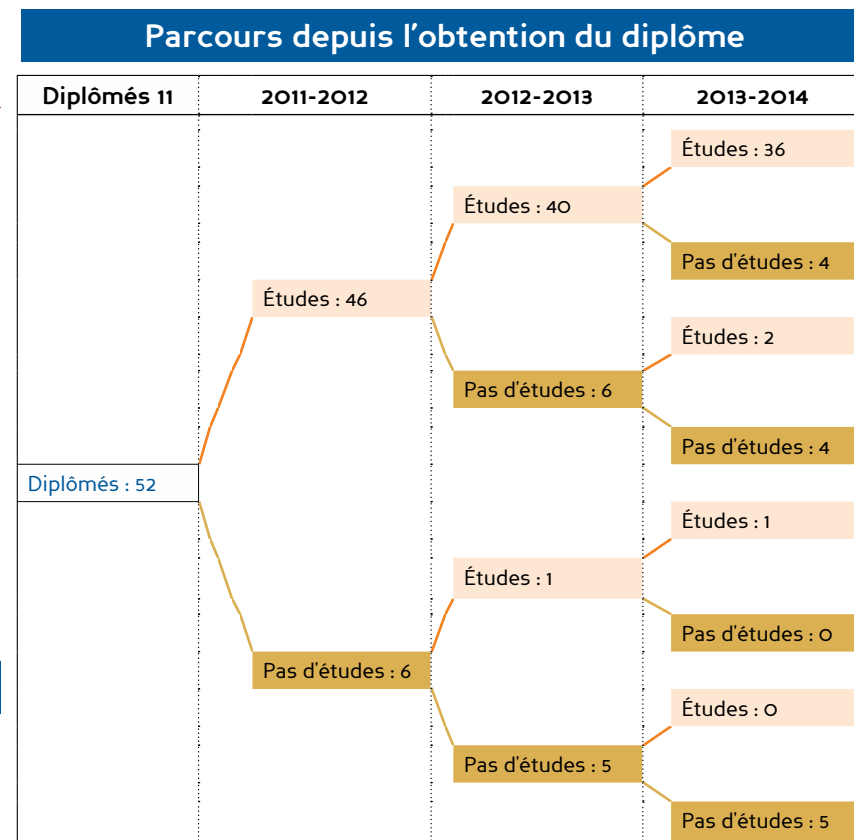 Parcours depuis l'obtention du diplôme
Diplômés 11 2011-2012 2012-2013 2013-2014
Études : 36
Études : 40
Pas d'études : 4
Études : 46
Études : 2
Pas d'études : 6
Pas d'études : 4
Diplômés : 52
Études : 1
Études : 1
Pas d'études : 0
Pas d'études : 6
Études : 0
Pas d'études : 5
Pas d'études : 5